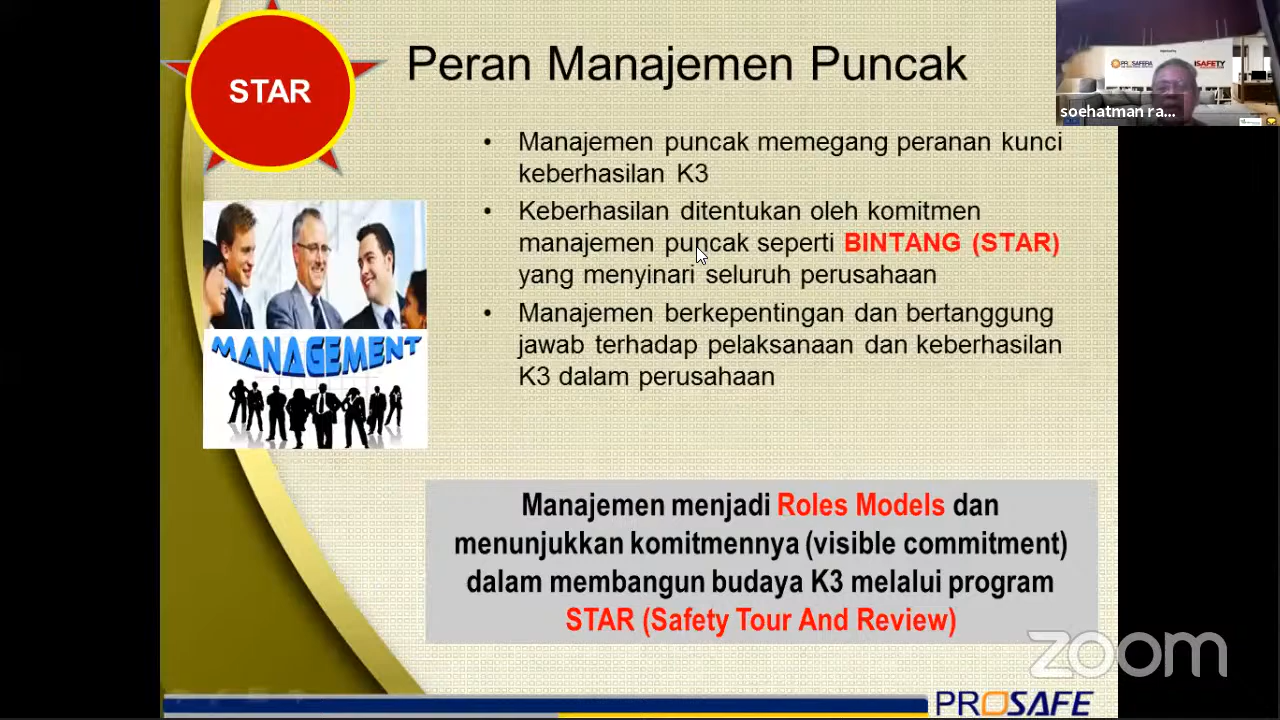 STAR
Peran Manajemen Puncak
soehatman ra...
• Manajemen puncak memegang peranan kunci
keberhasilan K3
• Keberhasilan ditentukan oleh komitmen
manajemen puncak seperti BINTANG (STAR)
yang menyinari seluruh perusahaan
• Manajemen berkepentingan dan bertanggung
jawab terhadap pelaksanaan dan keberhasilan
K3 dalam perusahaan
MANAGEMENT
Manajemen menjadi Roles Models dan
menunjukkan komitmennya (visible commitment)
dalam membangun budaya K3 melalui program
STAR (Safety Tour And Review)
zoom
PROSAFE